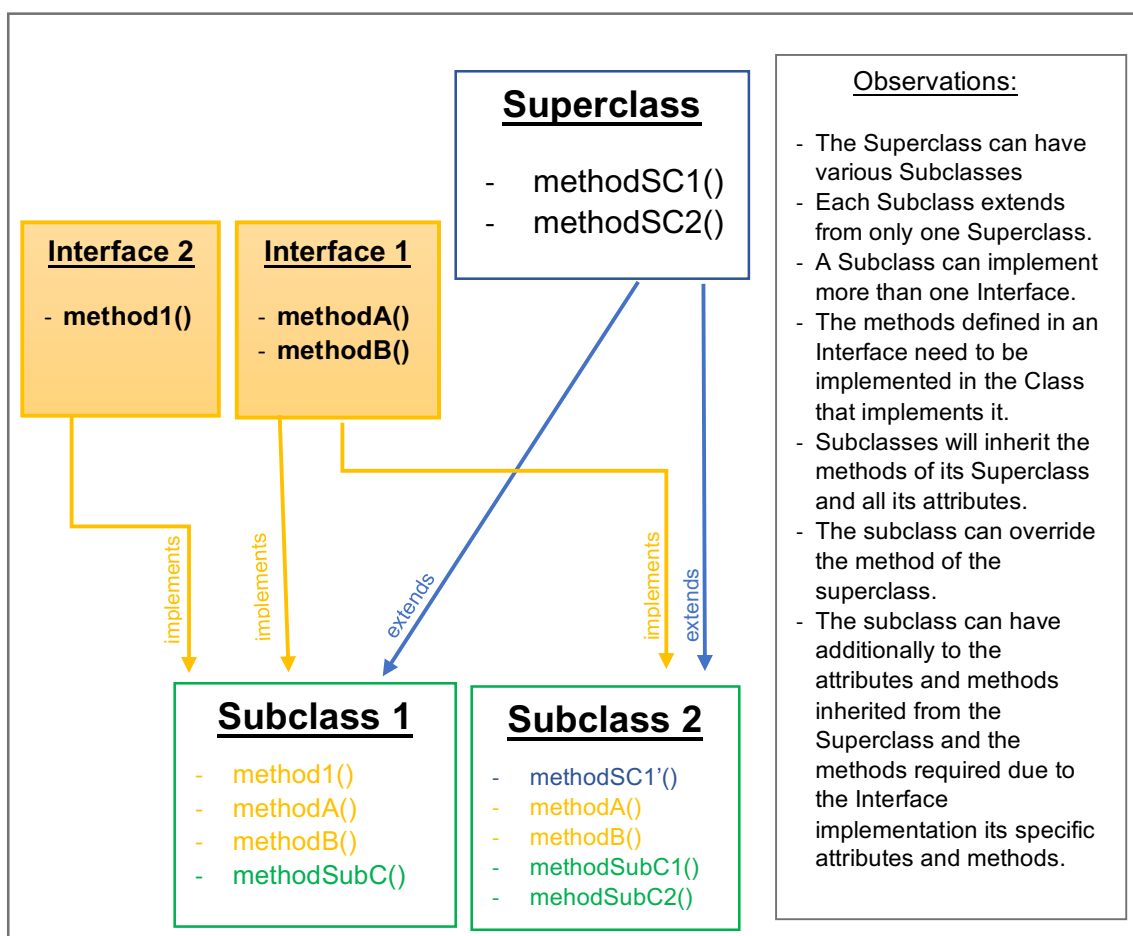 Superclass
- methodSC1()
- methodSC2()
Interface 2
- method1()
Interface 1
- methodA()
- methodB()
implements
implements
extends
implements
extends
Subclass 1
- method1()
- methodA()
- methodB()
- methodSubC()
Subclass 2
- methodSC1’()
- methodA()
- methodB()
- methodSubC1()
- mehodSubC2()
Observations:
- The Superclass can have
various Subclasses
- Each Subclass extends
from only one Superclass.
- A Subclass can implement
more than one Interface.
- The methods defined in an
Interface need to be
implemented in the Class
that implements it.
- Subclasses will inherit the
methods of its Superclass
and all its attributes.
- The subclass can override
the method of the
superclass.
- The subclass can have
additionally to the
attributes and methods
inherited from the
Superclass and the
methods required due to
the Interface
implementation its specific
attributes and methods.